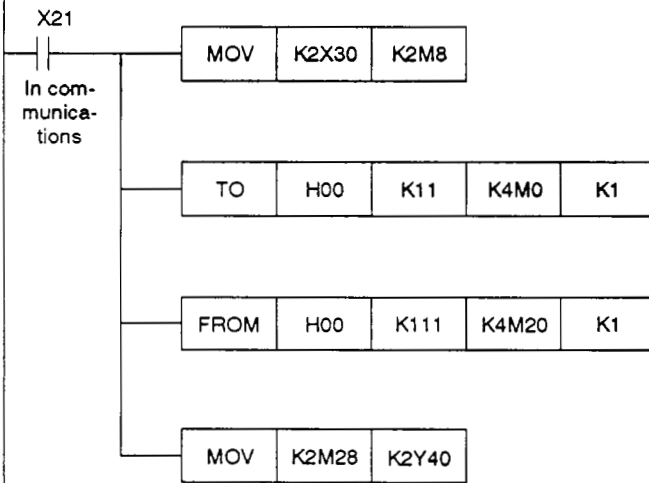 X21
In com-
munica-
tions
MOV K2X30 K2M8
TO H00 K11 K4M0 K1
FROM H00 K111 K4M20 K1
MOV K2M28 K2Y40